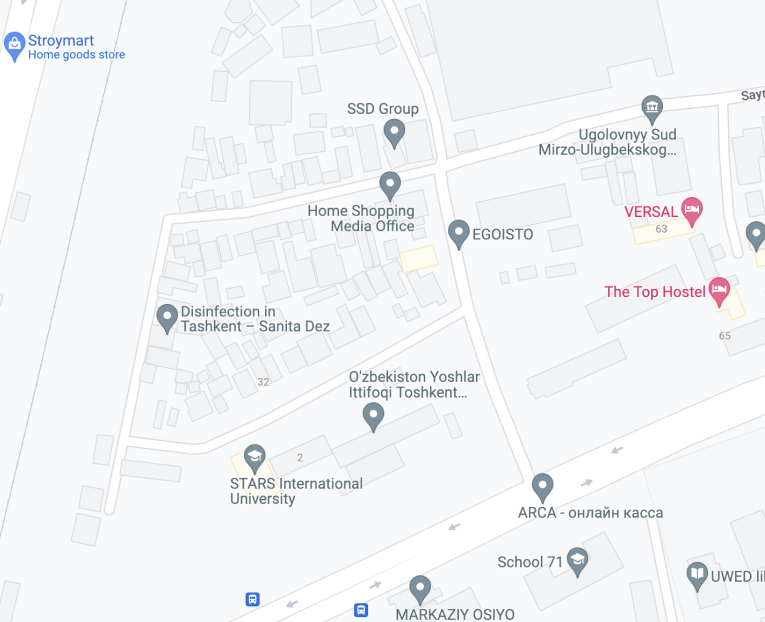 Stroymart
Home goods store
SSD Group
Ugolovnyy Sud
Mirzo-Ulugbekskog...
Home Shopping
Media Office
VERSAL
63
EGOISTO
The Top Hostel
65
Disinfection in
Tashkent – Sanita Dez
32
O'zbekiston Yoshlar
Ittifoqi Toshkent...
2
STARS International
University
ARCA - онлайн касса
School 71
UWED
MARKAZIY OSIYO